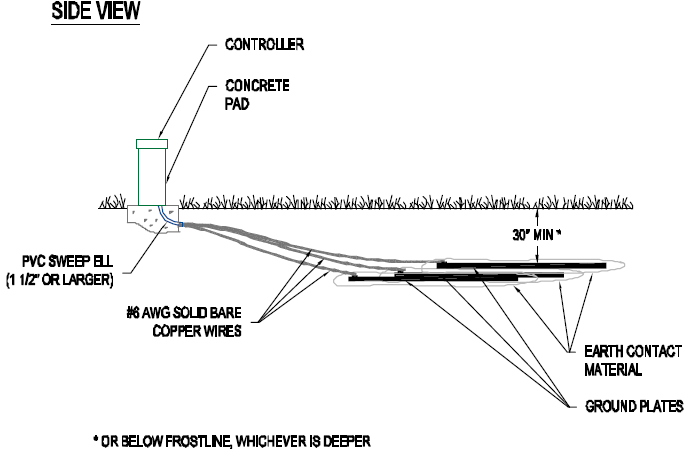 SIDE VIEW
CONTROLLER
CONCRETE
PAD
30" MIN *
PVC SWEEP ELL
(1 1/2" OR LARGER)
#6 AWG SOLID BARE
COPPER WIRES
EARTH CONTACT
MATERIAL
GROUND PLATES
* OR BELOW FROSTLINE, WHICHEVER IS DEEPER